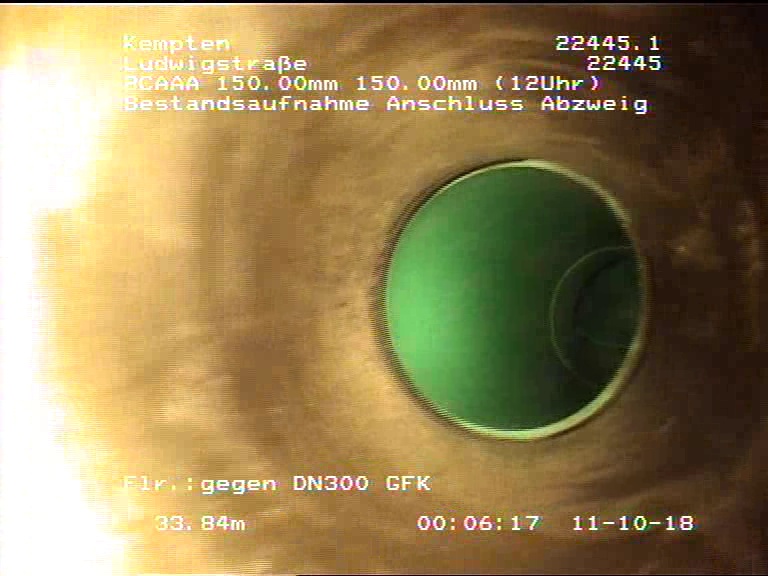 Kempten 22445.1
Ludwigstraße 22445
BCAAA 150.00mm 150.00mm (12Uhr)
Bestandsaufnahme Anschluss Abzweig
Flr.:gegen DN300 GFK
33.84m 00:06:17 11-10-18